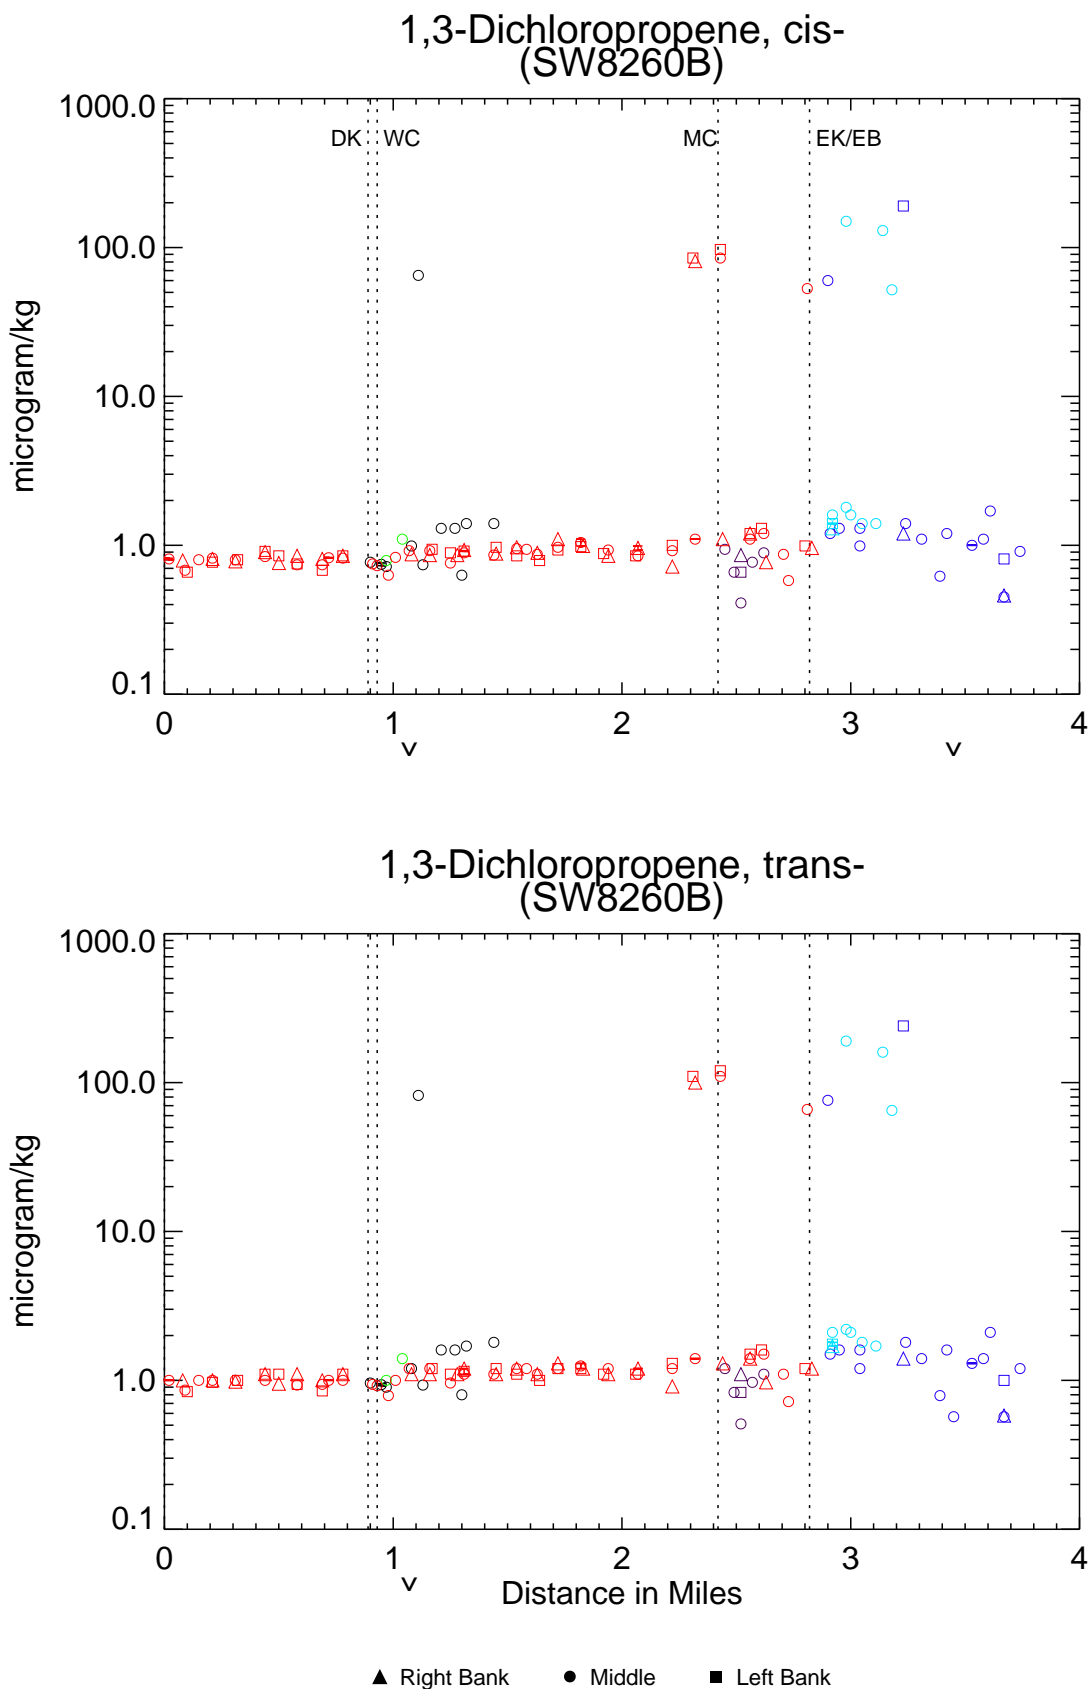 1,3-Dichloropropene, cis-
(SW8260B)
1000.0
100.0
10.0
1.0
0.1
microgram/kg
DK
WC
MC
EK/EB
0 1 2 3 4
v v
1,3-Dichloropropene, trans-
(SW8260B)
1000.0
100.0
10.0
1.0
0.1
microgram/kg
0 1 2 3 4
v
Distance in Miles
Right Bank Middle Left Bank